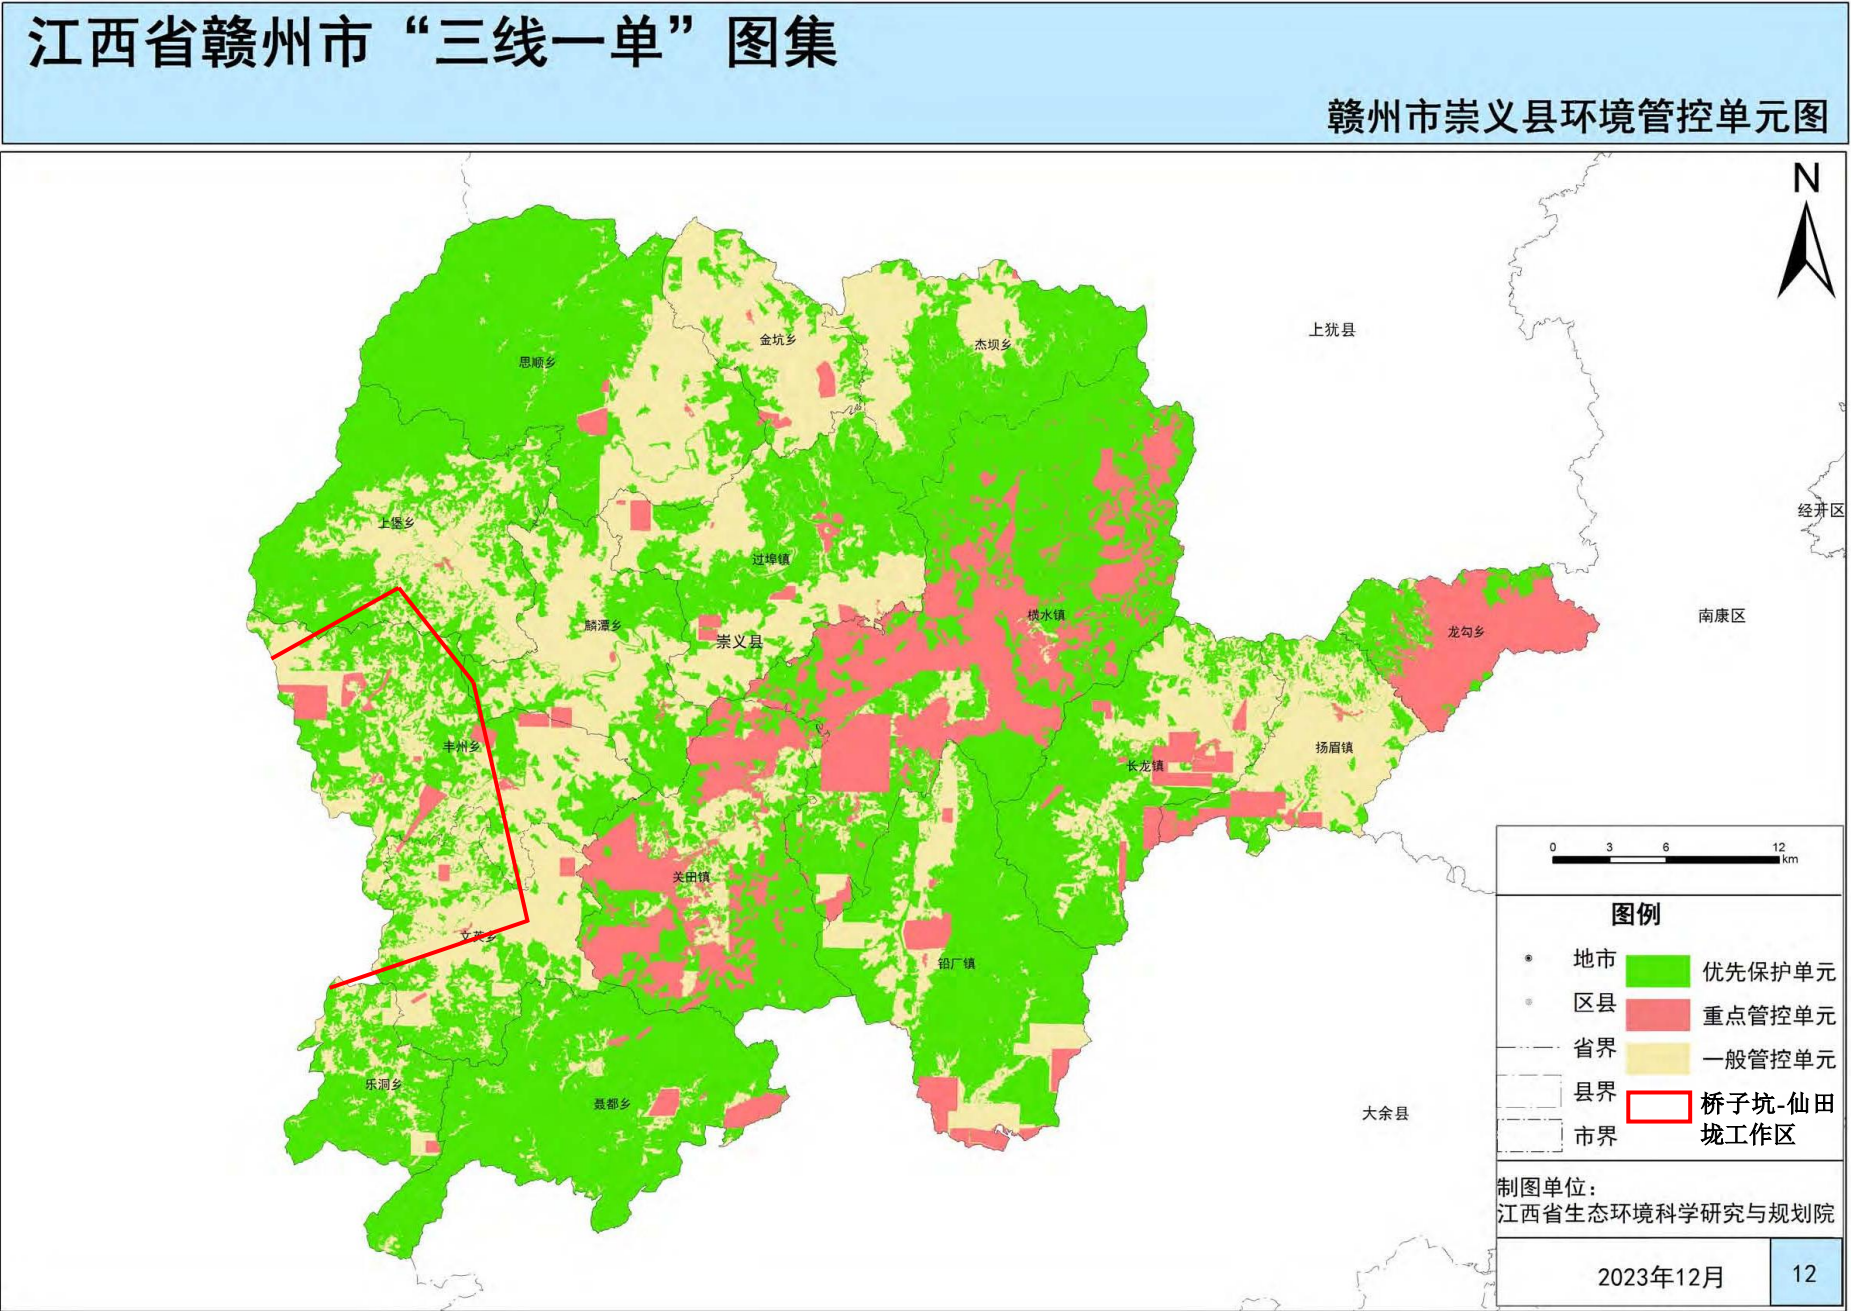 江西省赣州市“三线一单”图集
赣州市崇义县环境管控单元图
N
上犹县
金坑乡
杰坝乡
思顺乡
上堡乡
经开区
过埠镇
横水镇
麟潭乡
崇义县
龙勾乡
南康区
丰州乡
扬眉镇
长龙镇
关田镇
文英乡
铅厂镇
乐洞乡
聂都乡
大余县
0 3 6 12
km
图例
地市
优先保护单元
区县
重点管控单元
省界
一般管控单元
县界
桥子坑-仙田
垅工作区
市界
制图单位：
江西省生态环境科学研究与规划院
2023年12月
12